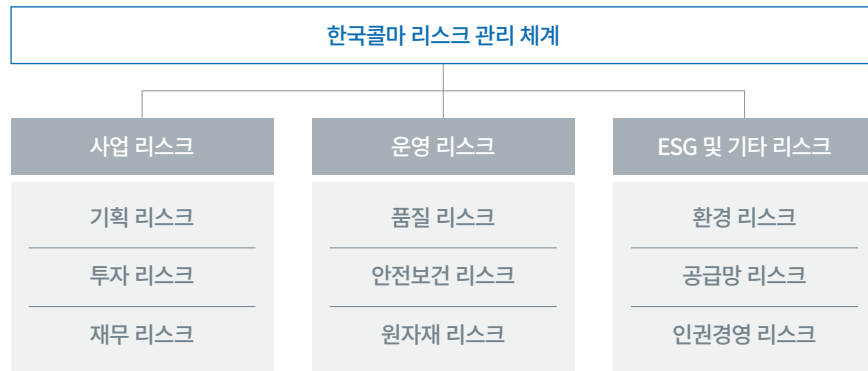 한국콜마 리스크 관리 체계
사업 리스크
기획 리스크
투자 리스크
재무 리스크
운영 리스크
품질 리스크
안전보건 리스크
원자재 리스크
ESG 및 기타 리스크
환경 리스크
공급망 리스크
인권경영 리스크